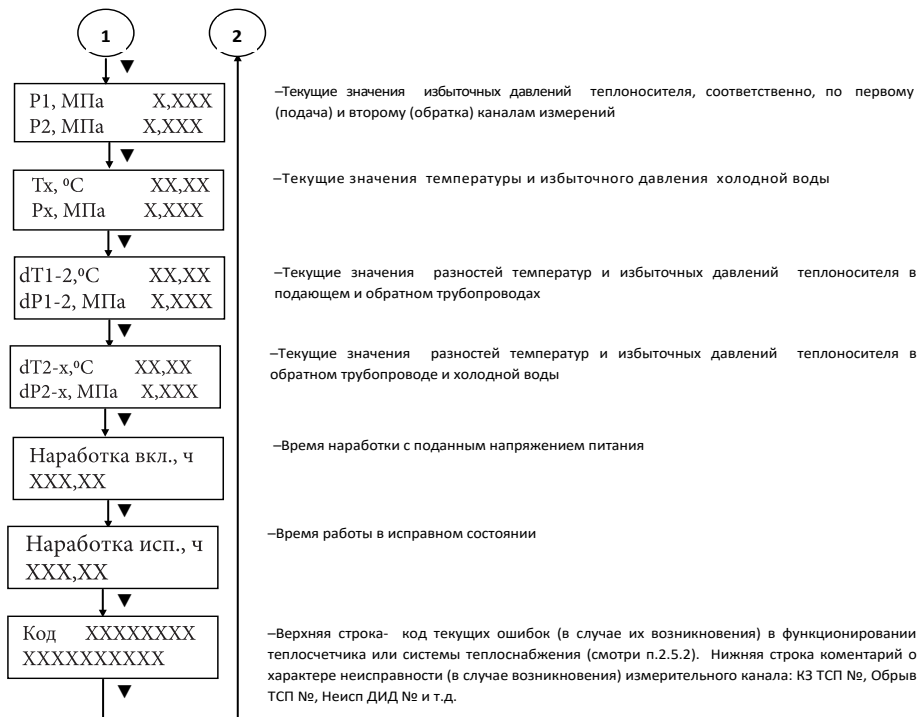 1
2
▼
P1, МПа X,XXX
P2, МПа X,XXX
–Текущие значения избыточных давлений теплоносителя, соответственно, по первому
(подача) и второму (обратка) каналам измерений
▼
Tx, ⁰C XX,XX
Px, МПа X,XXX
–Текущие значения температуры и избыточного давления холодной воды
▼
dT1-2,⁰C XX,XX
dP1-2, МПа X,XXX
–Текущие значения разностей температур и избыточных давлений теплоносителя в
подающем и обратном трубопроводах
▼
dT2-x,⁰C XX,XX
dP2-x, МПа X,XXX
–Текущие значения разностей температур и избыточных давлений теплоносителя в
обратном трубопроводе и холодной воды
▼
Наработка вкл., ч
XXX,XX
–Время наработки с поданным напряжением питания
▼
Наработка исп., ч
XXX,XX
–Время работы в исправном состоянии
▼
Код XXXXXXXX
XXXXXXXXXX
–Верхняя строка- код текущих ошибок (в случае их возникновения) в функционировании
теплосчетчика или системы теплоснабжения (смотри п.2.5.2). Нижняя строка коментарий о
характере неисправности (в случае возникновения) измерительного канала: КЗ ТСП №, Обрыв
ТСП №, Неисп ДИД № и т.д.
▼